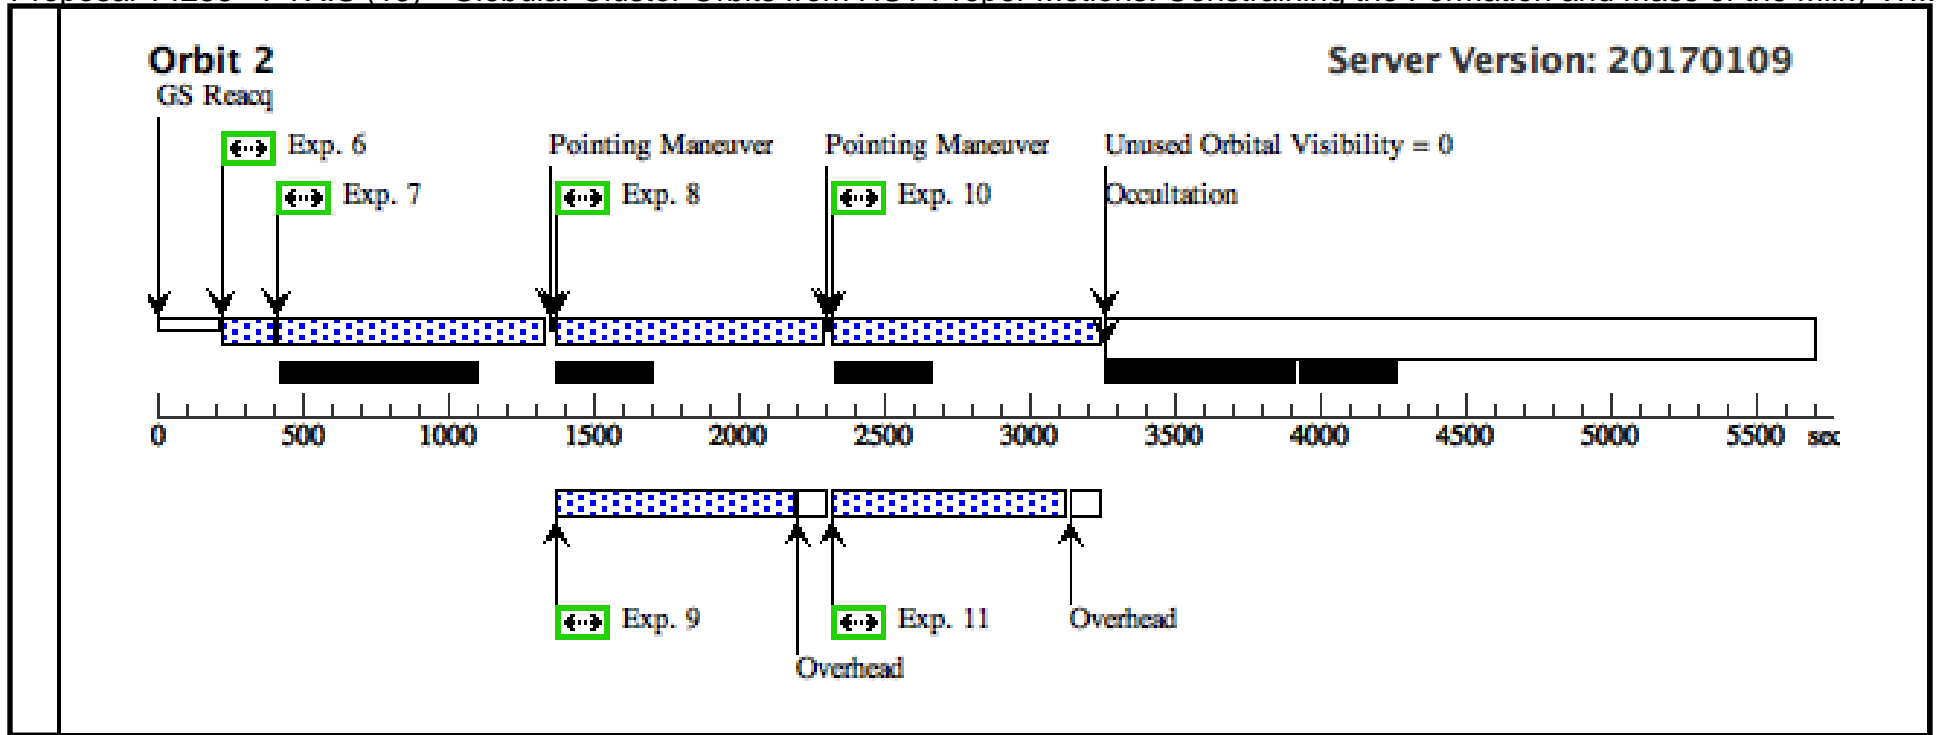 Orbit 2
Server Version: 20170109
GS Reacq
Exp. 6
Pointing Maneuver
Pointing Maneuver
Unused Orbital Visibility = 0
Exp. 7
Exp. 8
Exp. 10
Occultation
0 500 1000 1500 2000 2500 3000 3500 4000 4500 5000 5500 sec
Exp. 9
Exp. 11
Overhead
Overhead